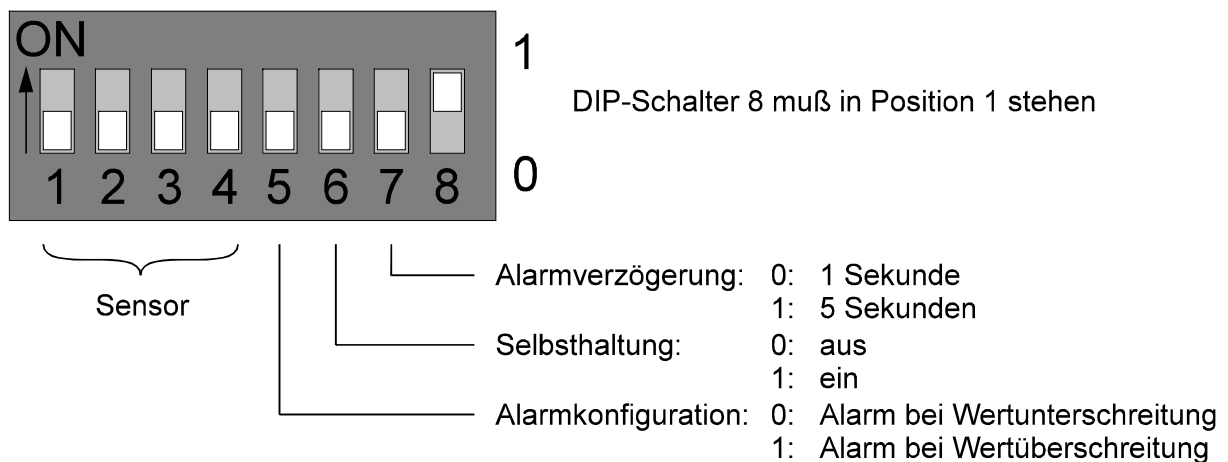 ON
1
DIP-Schalter 8 muß in Position 1 stehen
0
1 2 3 4 5 6 7 8
Sensor
Alarmverzögerung: 0: 1 Sekunde
1: 5 Sekunden
Selbsthaltung: 0: aus
1: ein
Alarmkonfiguration: 0: Alarm bei Wertunterschreitung
1: Alarm bei Wertüberschreitung